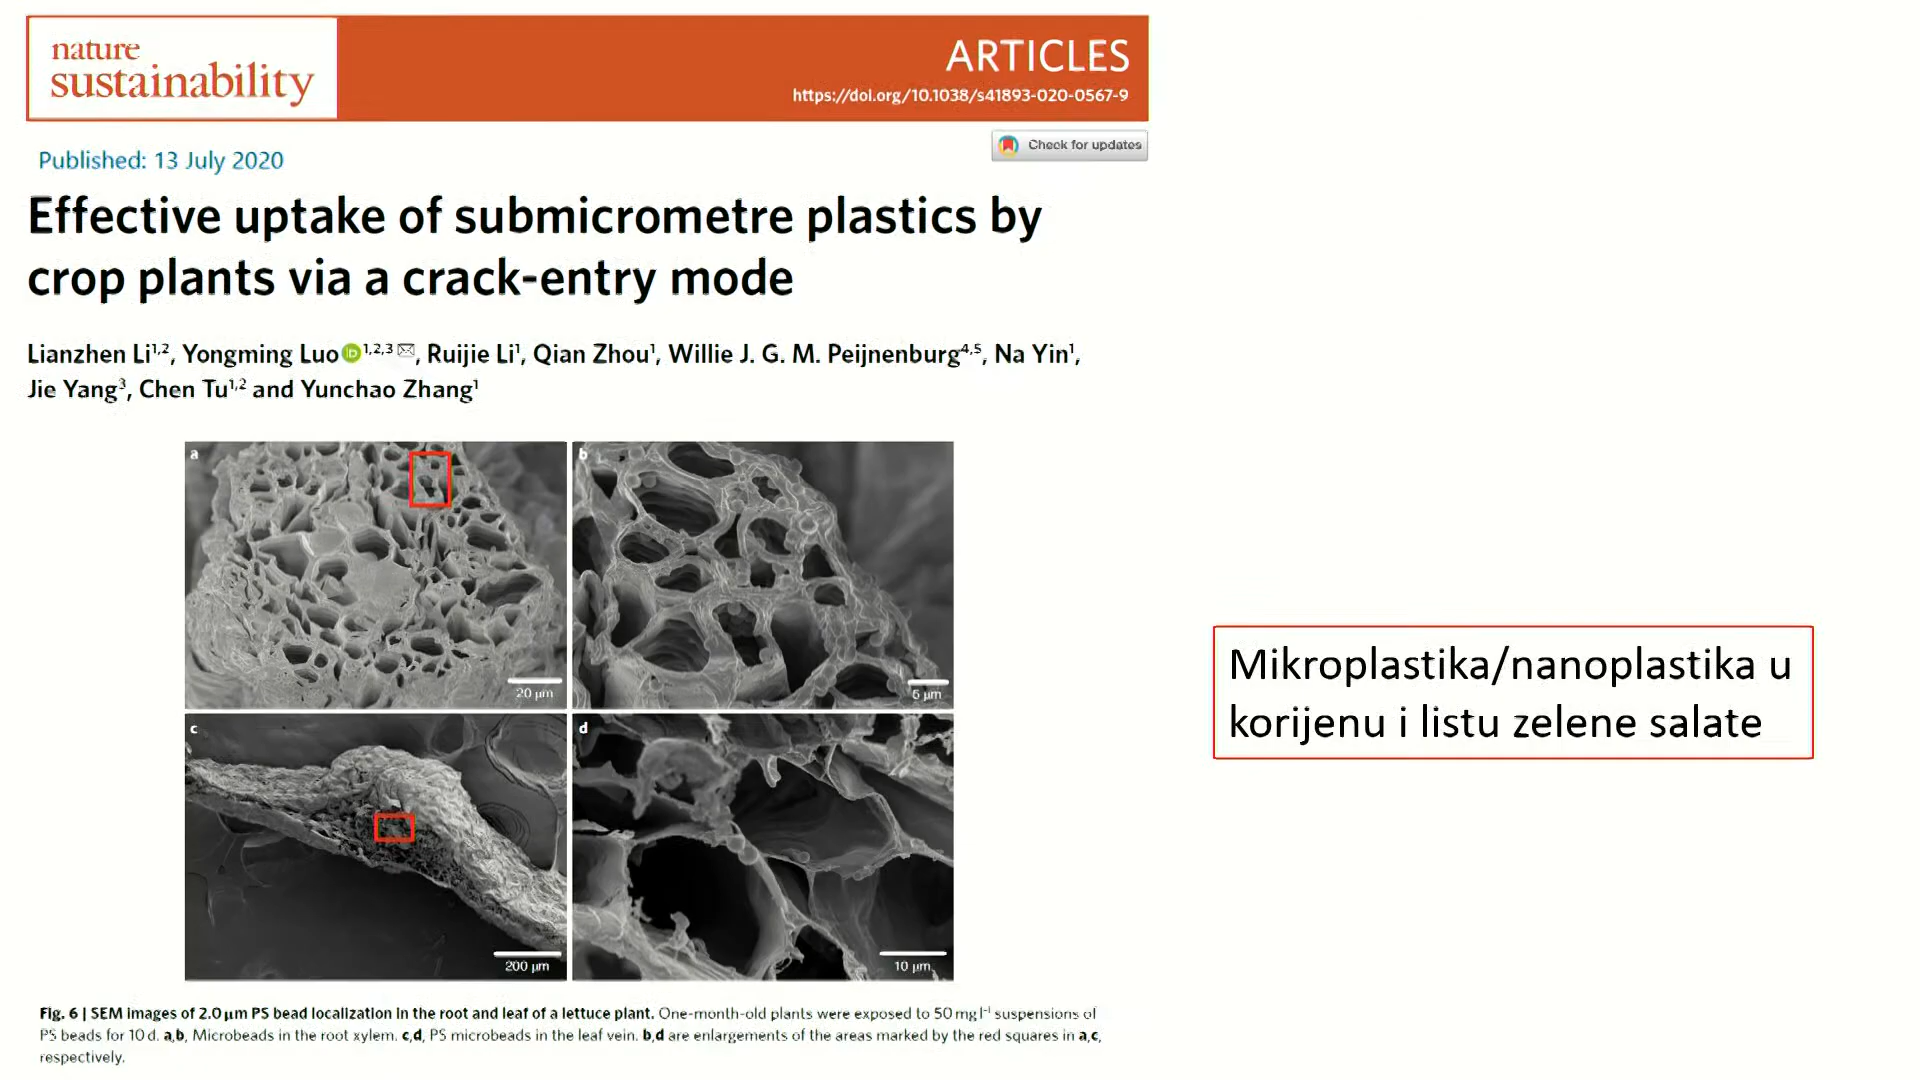 nature
sustainability
ARTICLES
https://doi.org/10.1038/s41893-020-0567-9
Check for updates
Published: 13 July 2020
Effective uptake of submicrometre plastics by
crop plants via a crack-entry mode
Lianzhen Li1,2, Yongming Luo iD 1,2,3 ✉, Ruijie Li1, Qian Zhou1, Willie J. G. M. Peijnenburg4,5, Na Yin1,
Jie Yang3, Chen Tu1,2 and Yunchao Zhang1
a
20 µm
b
5 µm
c
200 µm
d
10 µm
Mikroplastika/nanoplastika u
korijenu i listu zelene salate
Fig. 6 | SEM images of 2.0 µm PS bead localization in the root and leaf of a lettuce plant. One-month-old plants were exposed to 50 mg l-1 suspensions of
PS beads for 10 d. a,b, Microbeads in the root xylem. c,d, PS microbeads in the leaf vein. b,d are enlargements of the areas marked by the red squares in a,c,
respectively.